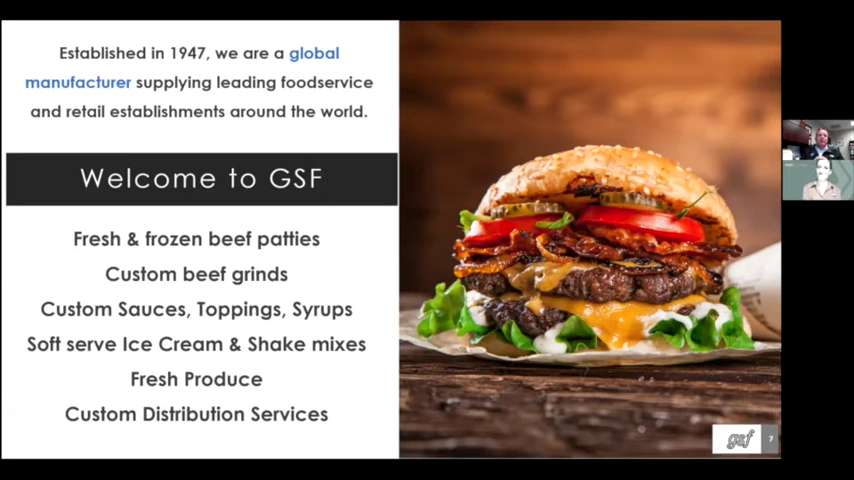 Established in 1947, we are a global
manufacturer supplying leading foodservice
and retail establishments around the world.
Welcome to GSF
Fresh & frozen beef patties
Custom beef grinds
Custom Sauces, Toppings, Syrups
Soft serve Ice Cream & Shake mixes
Fresh Produce
Custom Distribution Services
gsf
7